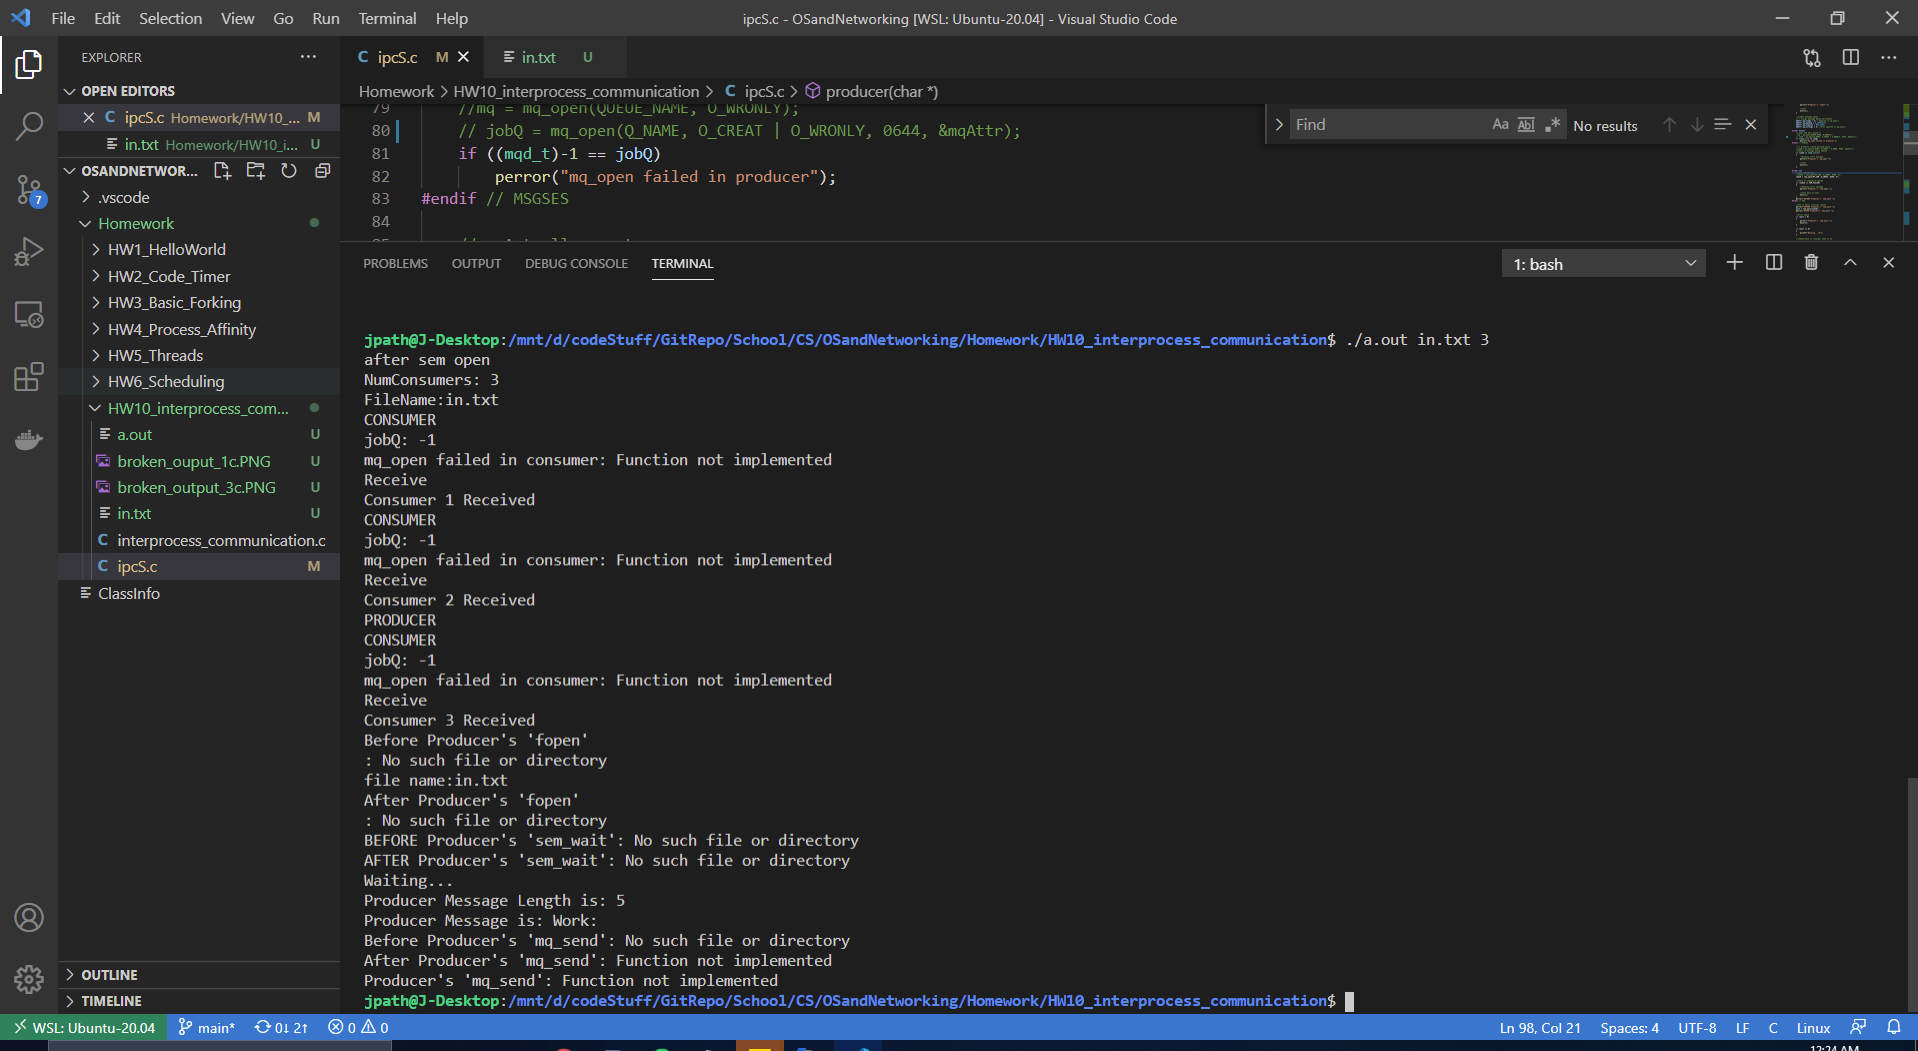 File Edit Selection View Go Run Terminal Help
ipcS.c - OSandNetworking [WSL: Ubuntu-20.04] - Visual Studio Code
EXPLORER
OPEN EDITORS
ipcS.c Homework/HW10_... M
in.txt Homework/HW10_i... U
OSANDNETWOR...
.vscode
Homework
HW1_HelloWorld
HW2_Code_Timer
HW3_Basic_Forking
HW4_Process_Affinity
HW5_Threads
HW6_Scheduling
HW10_interprocess_com...
a.out U
broken_ouput_1c.PNG U
broken_output_3c.PNG U
in.txt U
interprocess_communication.c
ipcS.c M
ClassInfo
OUTLINE
TIMELINE
7
ipcS.c M
in.txt U
Homework > HW10_interprocess_communication > C ipcS.c > producer(char *)
79 //mq = mq_open(QUEUE_NAME, O_WRONLY);
80 // jobQ = mq_open(Q_NAME, O_CREAT | O_WRONLY, 0644, &mqAttr);
81 if ((mqd_t)-1 == jobQ)
82 perror("mq_open failed in producer");
83 #endif // MSGSES
84
Find Aa Abl .* No results
PROBLEMS OUTPUT DEBUG CONSOLE TERMINAL
1: bash
jpath@J-Desktop:/mnt/d/codeStuff/GitRepo/School/CS/OSandNetworking/Homework/HW10_interprocess_communication$ ./a.out in.txt 3
after sem open
NumConsumers: 3
FileName:in.txt
CONSUMER
jobQ: -1
mq_open failed in consumer: Function not implemented
Receive
Consumer 1 Received
CONSUMER
jobQ: -1
mq_open failed in consumer: Function not implemented
Receive
Consumer 2 Received
PRODUCER
CONSUMER
jobQ: -1
mq_open failed in consumer: Function not implemented
Receive
Consumer 3 Received
Before Producer's 'fopen'
: No such file or directory
file name:in.txt
After Producer's 'fopen'
: No such file or directory
BEFORE Producer's 'sem_wait': No such file or directory
AFTER Producer's 'sem_wait': No such file or directory
Waiting...
Producer Message Length is: 5
Producer Message is: Work:
Before Producer's 'mq_send': No such file or directory
After Producer's 'mq_send': Function not implemented
Producer's 'mq_send': Function not implemented
jpath@J-Desktop:/mnt/d/codeStuff/GitRepo/School/CS/OSandNetworking/Homework/HW10_interprocess_communication$
WSL: Ubuntu-20.04 main* 0↓ 2↑ 0 0
Ln 98, Col 21 Spaces: 4 UTF-8 LF C Linux
12:24 AM